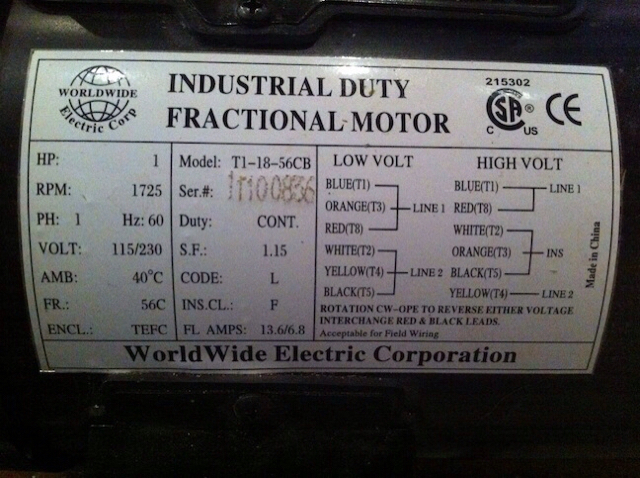 WORLDWIDE
Electric Corp
INDUSTRIAL DUTY
FRACTIONAL MOTOR
215302
SA ®
C US
CE
HP: 1
RPM: 1725
PH: 1 Hz: 60
VOLT: 115/230
AMB: 40°C
FR.: 56C
ENCL.: TEFC
Model: T1-18-56CB
Ser.#: 1T100836
Duty: CONT.
S.F.: 1.15
CODE: L
INS.CL.: F
FL AMPS: 13.6/6.8
LOW VOLT
BLUE(T1)
ORANGE(T3) LINE 1
RED(T8)
WHITE(T2)
YELLOW(T4) LINE 2
BLACK(T5)
HIGH VOLT
BLUE(T1) LINE 1
RED(T8)
WHITE(T2)
ORANGE(T3) INS
BLACK(T5)
YELLOW(T4) LINE 2
ROTATION CW-OPE TO REVERSE EITHER VOLTAGE
INTERCHANGE RED & BLACK LEADS.
Acceptable for Field Wiring
Made in China
WorldWide Electric Corporation